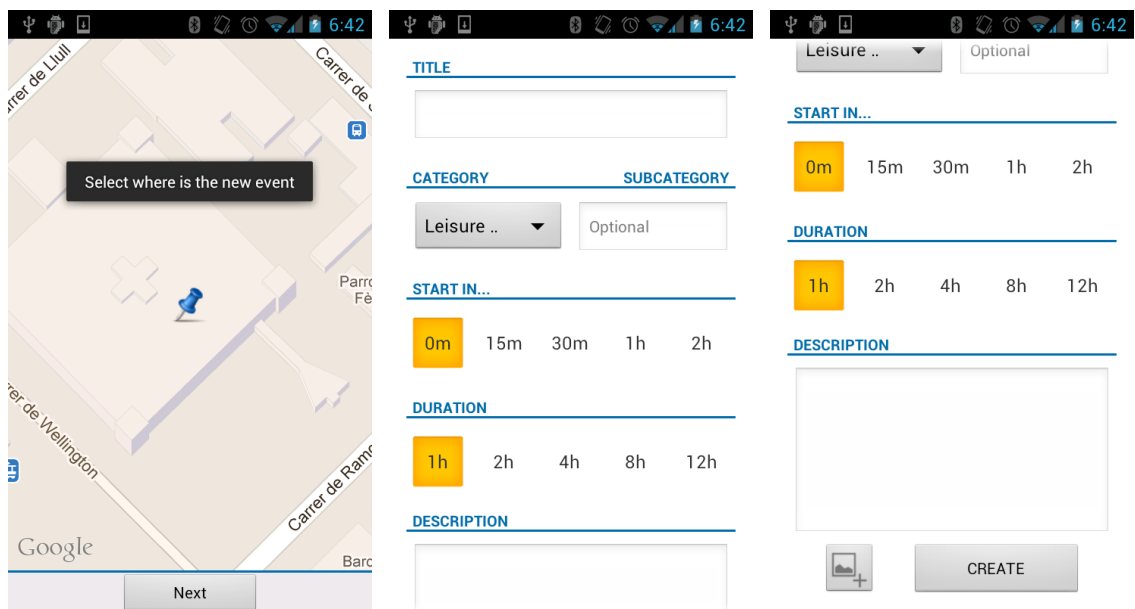 6:42
Carrer de Llull
Carrer de
Select where is the new event
Parro
Fè
rrer de Wellington
Carrer de Ramo
Google
Barc
Next
6:42
TITLE
CATEGORY SUBCATEGORY
Leisure .. Optional
START IN...
0m 15m 30m 1h 2h
DURATION
1h 2h 4h 8h 12h
DESCRIPTION
6:42
Leisure .. Optional
START IN...
0m 15m 30m 1h 2h
DURATION
1h 2h 4h 8h 12h
DESCRIPTION
CREATE